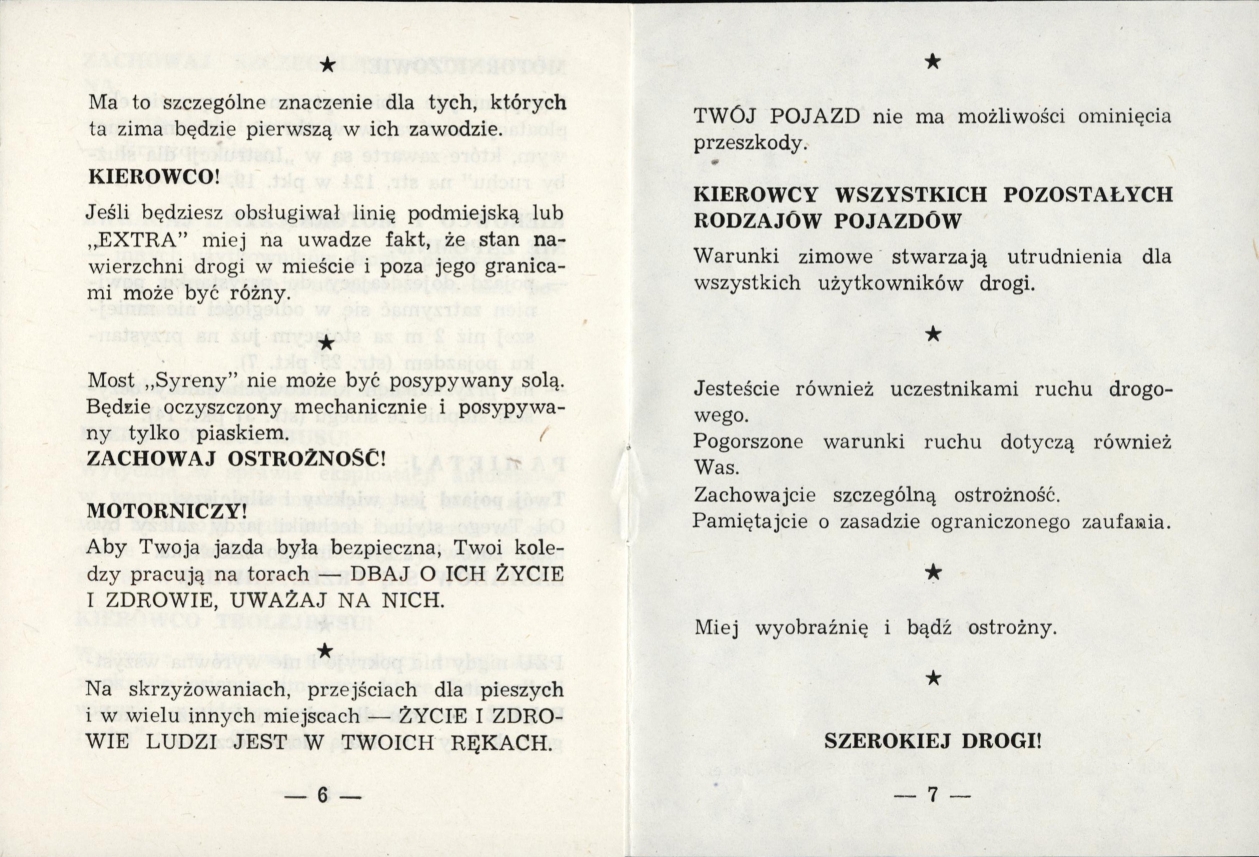 ★
Ma to szczególne znaczenie dla tych, których
ta zima będzie pierwszą w ich zawodzie.
KIEROWCO!
Jeśli będziesz obsługiwał linię podmiejską lub
„EXTRA” miej na uwadze fakt, że stan na-
wierzchni drogi w mieście i poza jego granica-
mi może być różny.
★
Most „Syreny” nie może być posypywany solą.
Będzie oczyszczony mechanicznie i posypywa-
ny tylko piaskiem.
ZACHOWAJ OSTROŻNOŚĆ!
MOTORNICZY!
Aby Twoja jazda była bezpieczna, Twoi kole-
dzy pracują na torach — DBAJ O ICH ŻYCIE
I ZDROWIE, UWAŻAJ NA NICH.
★
Na skrzyżowaniach, przejściach dla pieszych
i w wielu innych miejscach — ŻYCIE I ZDRO-
WIE LUDZI JEST W TWOICH RĘKACH.
— 6 —
★
TWÓJ POJAZD nie ma możliwości ominięcia
przeszkody.
KIEROWCY WSZYSTKICH POZOSTAŁYCH
RODZAJÓW POJAZDÓW
Warunki zimowe stwarzają utrudnienia dla
wszystkich użytkowników drogi.
★
Jesteście również uczestnikami ruchu drogo-
wego.
Pogorszone warunki ruchu dotyczą również
Was.
Zachowajcie szczególną ostrożność.
Pamiętajcie o zasadzie ograniczonego zaufania.
★
Miej wyobraźnię i bądź ostrożny.
★
SZEROKIEJ DROGI!
— 7 —